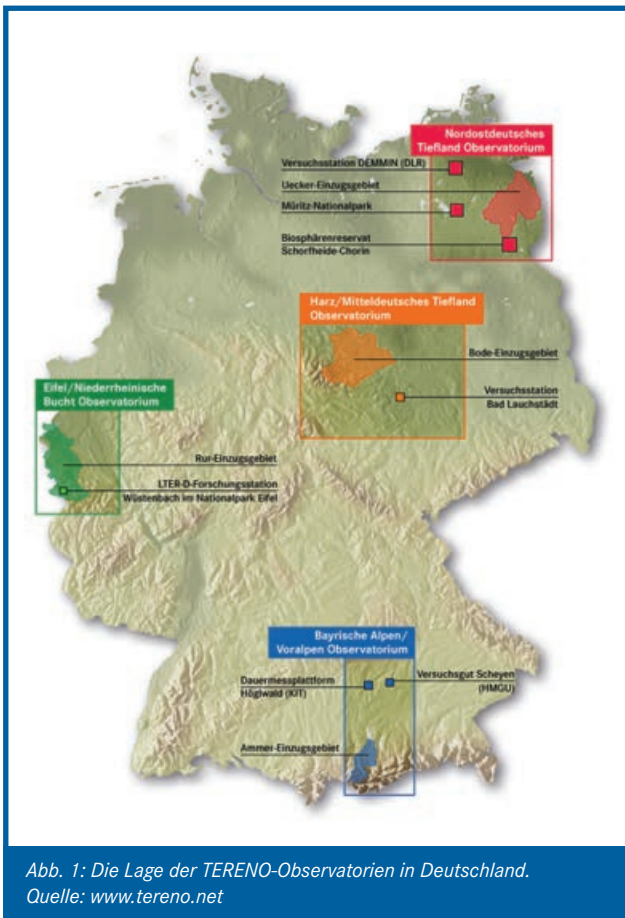 Nordostdeutsches
Tiefland Observatorium
Versuchsstation DEMMIN (DLR)
Uecker-Einzugsgebiet
Müritz-Nationalpark
Biosphärenreservat
Schorfheide-Chorin
Harz/Mitteldeutsches Tiefland
Observatorium
Bode-Einzugsgebiet
Versuchsstation
Bad Lauchstädt
Eifel/Niederrheinische
Bucht Observatorium
Rur-Einzugsgebiet
LTER-D-Forschungsstation
Wüstenbach im Nationalpark Eifel
Bayrische Alpen/
Voralpen Observatorium
Dauermessplattform
Höglwald (KIT)
Versuchsgut Scheyen
(HMGU)
Ammer-Einzugsgebiet
Abb. 1: Die Lage der TERENO-Observatorien in Deutschland.
Quelle: www.tereno.net